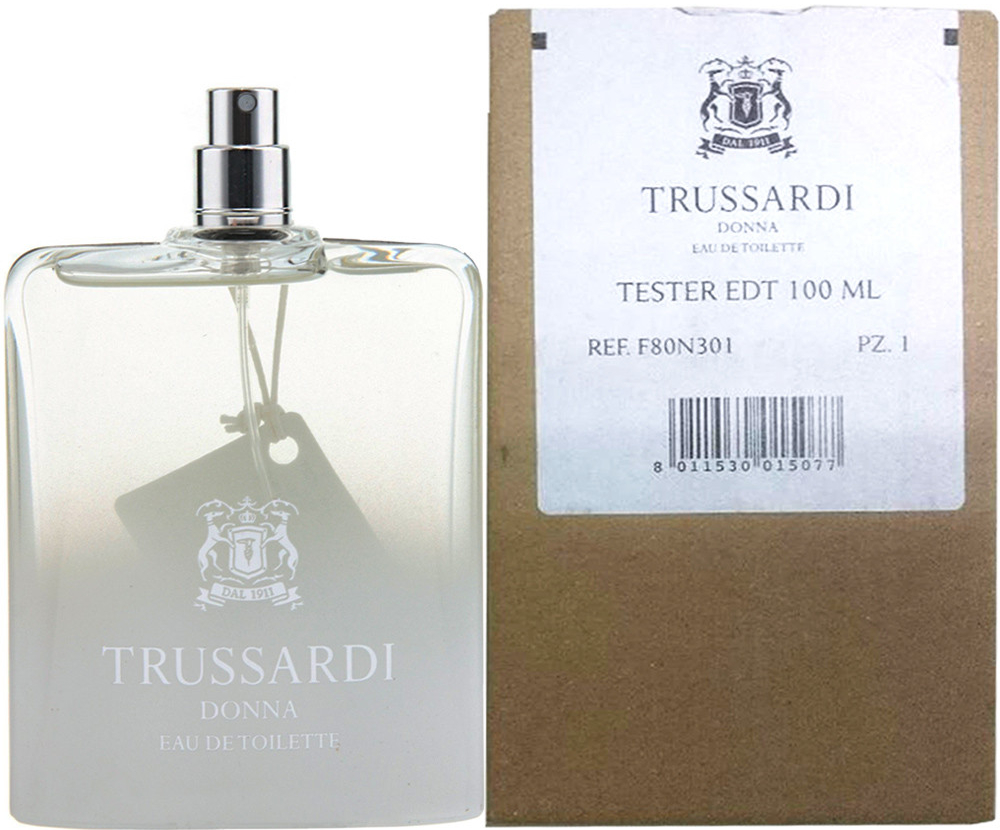 DAL 1911
TRUSSARDI
DONNA
EAU DE TOILETTE
DAL 1911
TRUSSARDI
DONNA
EAU DE TOILETTE
TESTER EDT 100 ML
REF. F80N301 PZ. 1
8 011530 015077